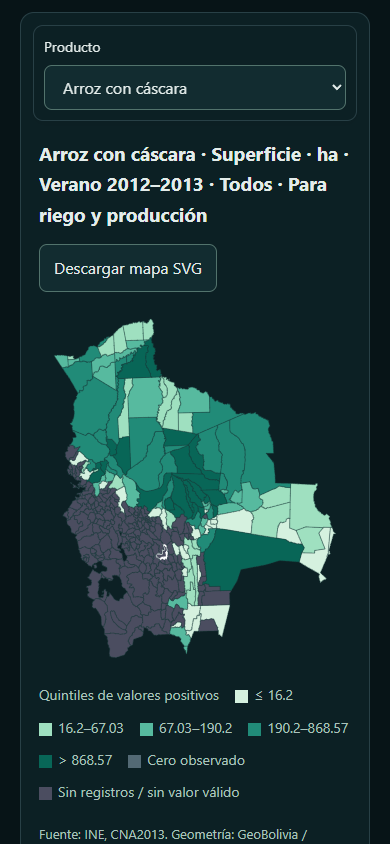 Producto
Arroz con cáscara
Arroz con cáscara · Superficie · ha ·
Verano 2012–2013 · Todos · Para
riego y producción
Descargar mapa SVG
Quintiles de valores positivos ≤ 16.2
16.2–67.03 67.03–190.2 190.2–868.57
> 868.57 Cero observado
Sin registros / sin valor válido
Fuente: INE, CNA2013. Geometría: GeoBolivia /